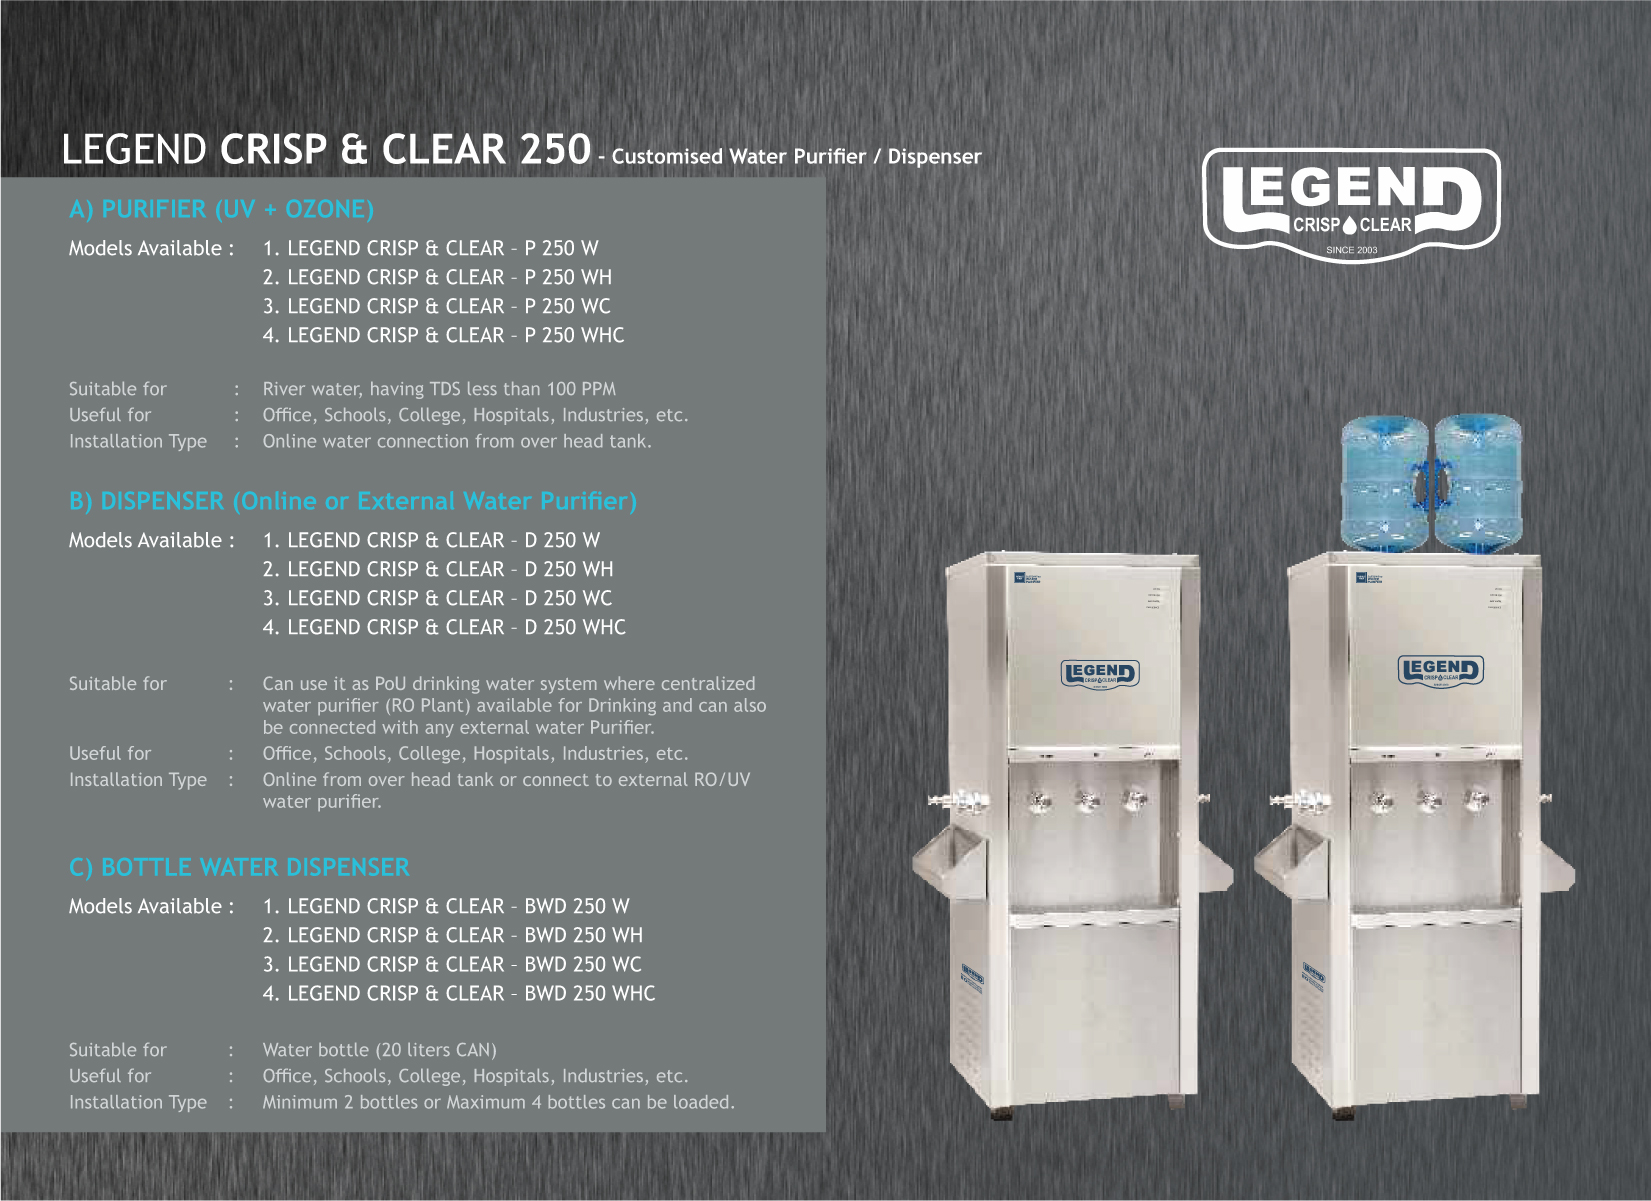 LEGEND CRISP & CLEAR 250 - Customised Water Purifier / Dispenser
LEGEND
CRISP CLEAR
SINCE 2003
A) PURIFIER (UV + OZONE)
Models Available : 1. LEGEND CRISP & CLEAR – P 250 W
2. LEGEND CRISP & CLEAR – P 250 WH
3. LEGEND CRISP & CLEAR – P 250 WC
4. LEGEND CRISP & CLEAR – P 250 WHC
Suitable for : River water, having TDS less than 100 PPM
Useful for : Office, Schools, College, Hospitals, Industries, etc.
Installation Type : Online water connection from over head tank.
B) DISPENSER (Online or External Water Purifier)
Models Available : 1. LEGEND CRISP & CLEAR – D 250 W
2. LEGEND CRISP & CLEAR – D 250 WH
3. LEGEND CRISP & CLEAR – D 250 WC
4. LEGEND CRISP & CLEAR – D 250 WHC
Suitable for : Can use it as PoU drinking water system where centralized
water purifier (RO Plant) available for Drinking and can also
be connected with any external water Purifier.
Useful for : Office, Schools, College, Hospitals, Industries, etc.
Installation Type : Online from over head tank or connect to external RO/UV
water purifier.
C) BOTTLE WATER DISPENSER
Models Available : 1. LEGEND CRISP & CLEAR – BWD 250 W
2. LEGEND CRISP & CLEAR – BWD 250 WH
3. LEGEND CRISP & CLEAR – BWD 250 WC
4. LEGEND CRISP & CLEAR – BWD 250 WHC
Suitable for : Water bottle (20 liters CAN)
Useful for : Office, Schools, College, Hospitals, Industries, etc.
Installation Type : Minimum 2 bottles or Maximum 4 bottles can be loaded.
LEGEND
CRISP CLEAR
LEGEND
CRISP CLEAR
LEGEND
LEGEND